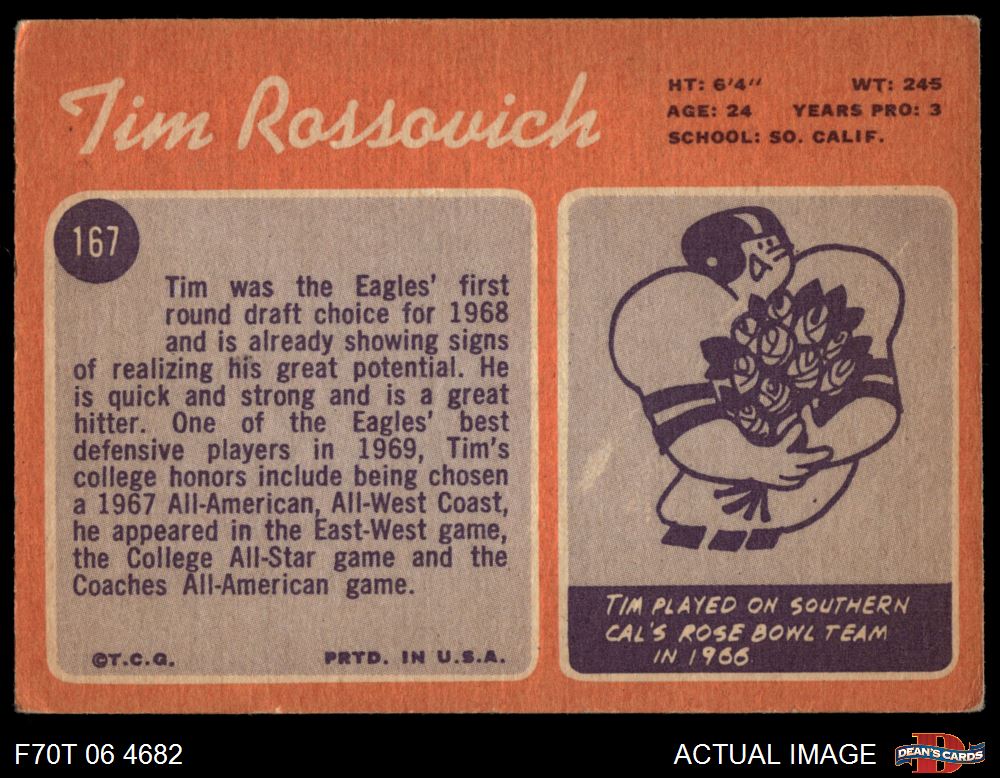 Tim Rossovich
HT: 6'4" WT: 245
AGE: 24 YEARS PRO: 3
SCHOOL: SO. CALIF.
167
Tim was the Eagles' first
round draft choice for 1968
and is already showing signs
of realizing his great potential. He
is quick and strong and is a great
hitter. One of the Eagles' best
defensive players in 1969, Tim's
college honors include being chosen
a 1967 All-American, All-West Coast,
he appeared in the East-West game,
the College All-Star game and the
Coaches All-American game.
©T.C.G. PRTD. IN U.S.A.
TIM PLAYED ON SOUTHERN
CAL'S ROSE BOWL TEAM
IN 1966.
F70T 06 4682
ACTUAL IMAGE
D
DEAN'S CARDS